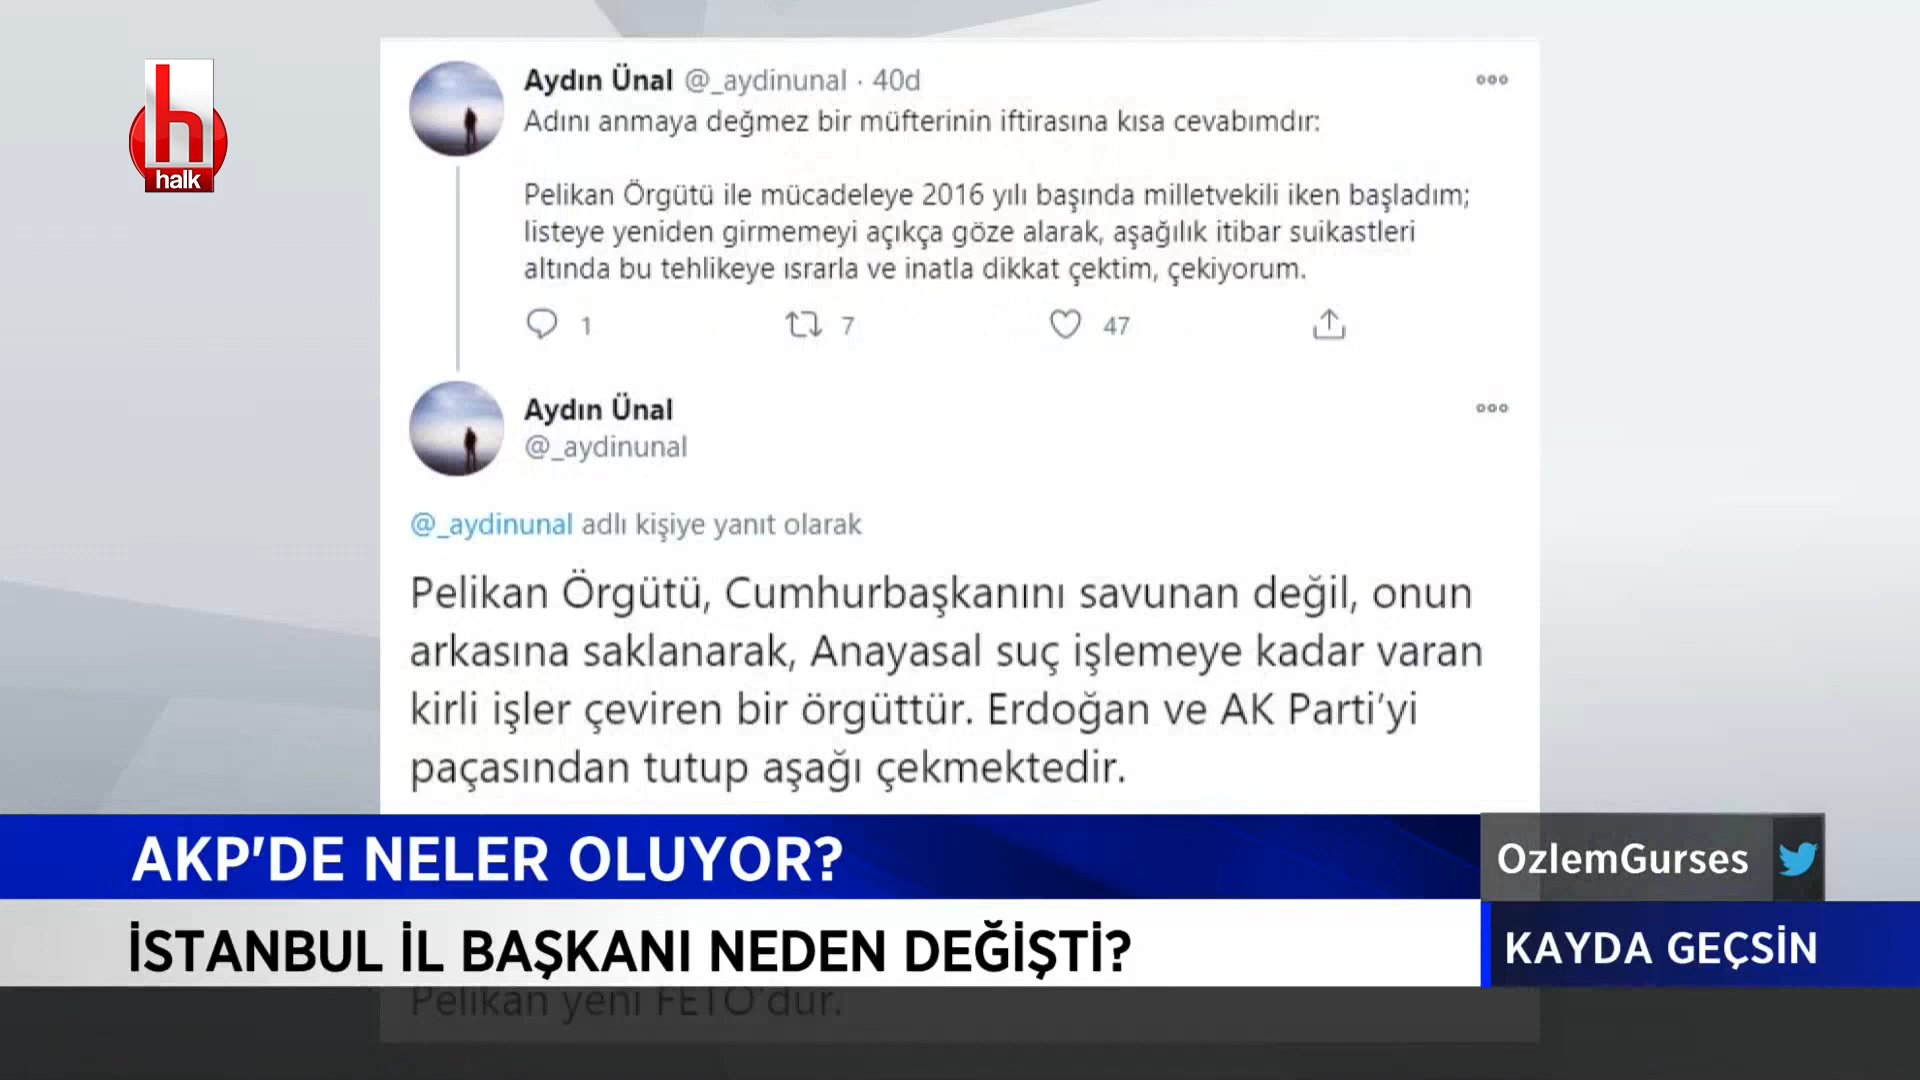 h
halk
Aydın Ünal @_aydinunal · 40d
Adını anmaya değmez bir müfterinin iftirasına kısa cevabımdır:
Pelikan Örgütü ile mücadeleye 2016 yılı başında milletvekili iken başladım;
listeye yeniden girmemeyi açıkça göze alarak, aşağılık itibar suikastleri
altında bu tehlikeye ısrarla ve inatla dikkat çektim, çekiyorum.
1 7 47
Aydın Ünal
@_aydinunal
@_aydinunal adlı kişiye yanıt olarak
Pelikan Örgütü, Cumhurbaşkanını savunan değil, onun
arkasına saklanarak, Anayasal suç işlemeye kadar varan
kirli işler çeviren bir örgüttür. Erdoğan ve AK Parti’yi
paçasından tutup aşağı çekmektedir.
AKP'DE NELER OLUYOR?
OzlemGurses
İSTANBUL İL BAŞKANI NEDEN DEĞİŞTİ?
KAYDA GEÇSİN
Pelikan yeni FETÖ’dür.